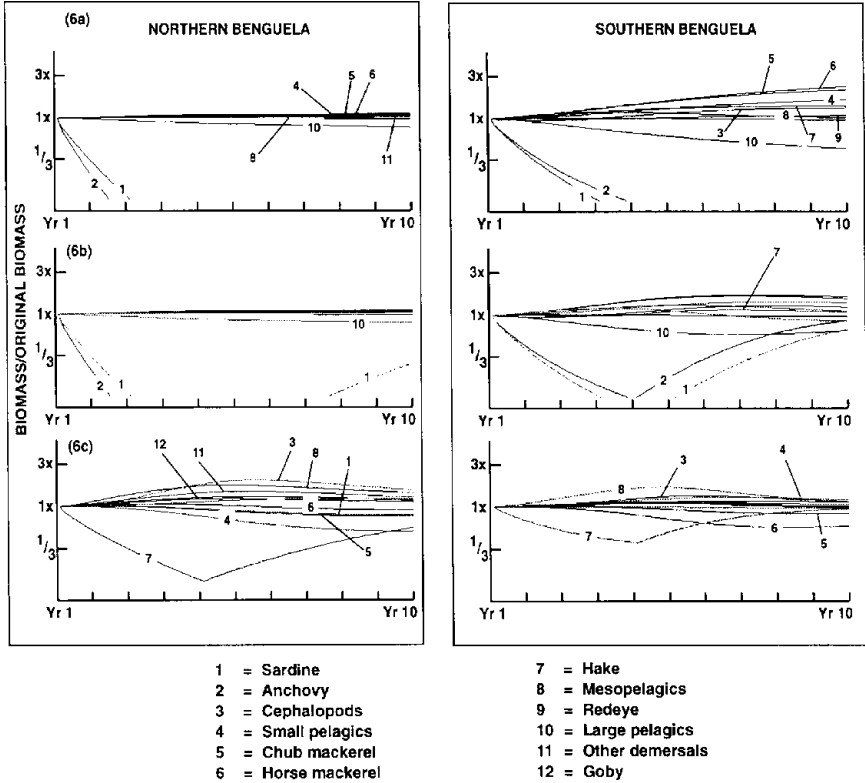 (6a)
NORTHERN BENGUELA
SOUTHERN BENGUELA
BIOMASS/ORIGINAL BIOMASS
3x
1x
1/3
4
5
6
10
8
11
2
1
Yr 1
Yr 10
3x
1x
1/3
5
6
4
8
3
7
9
10
1
2
Yr 1
Yr 10
(6b)
3x
1x
1/3
10
2
1
1
Yr 1
Yr 10
3x
1x
1/3
7
10
2
1
Yr 1
Yr 10
(6c)
3x
1x
1/3
12
11
3
8
1
6
4
5
7
Yr 1
Yr 10
3x
1x
1/3
8
3
4
7
6
5
Yr 1
Yr 10
1 = Sardine
2 = Anchovy
3 = Cephalopods
4 = Small pelagics
5 = Chub mackerel
6 = Horse mackerel
7 = Hake
8 = Mesopelagics
9 = Redeye
10 = Large pelagics
11 = Other demersals
12 = Goby